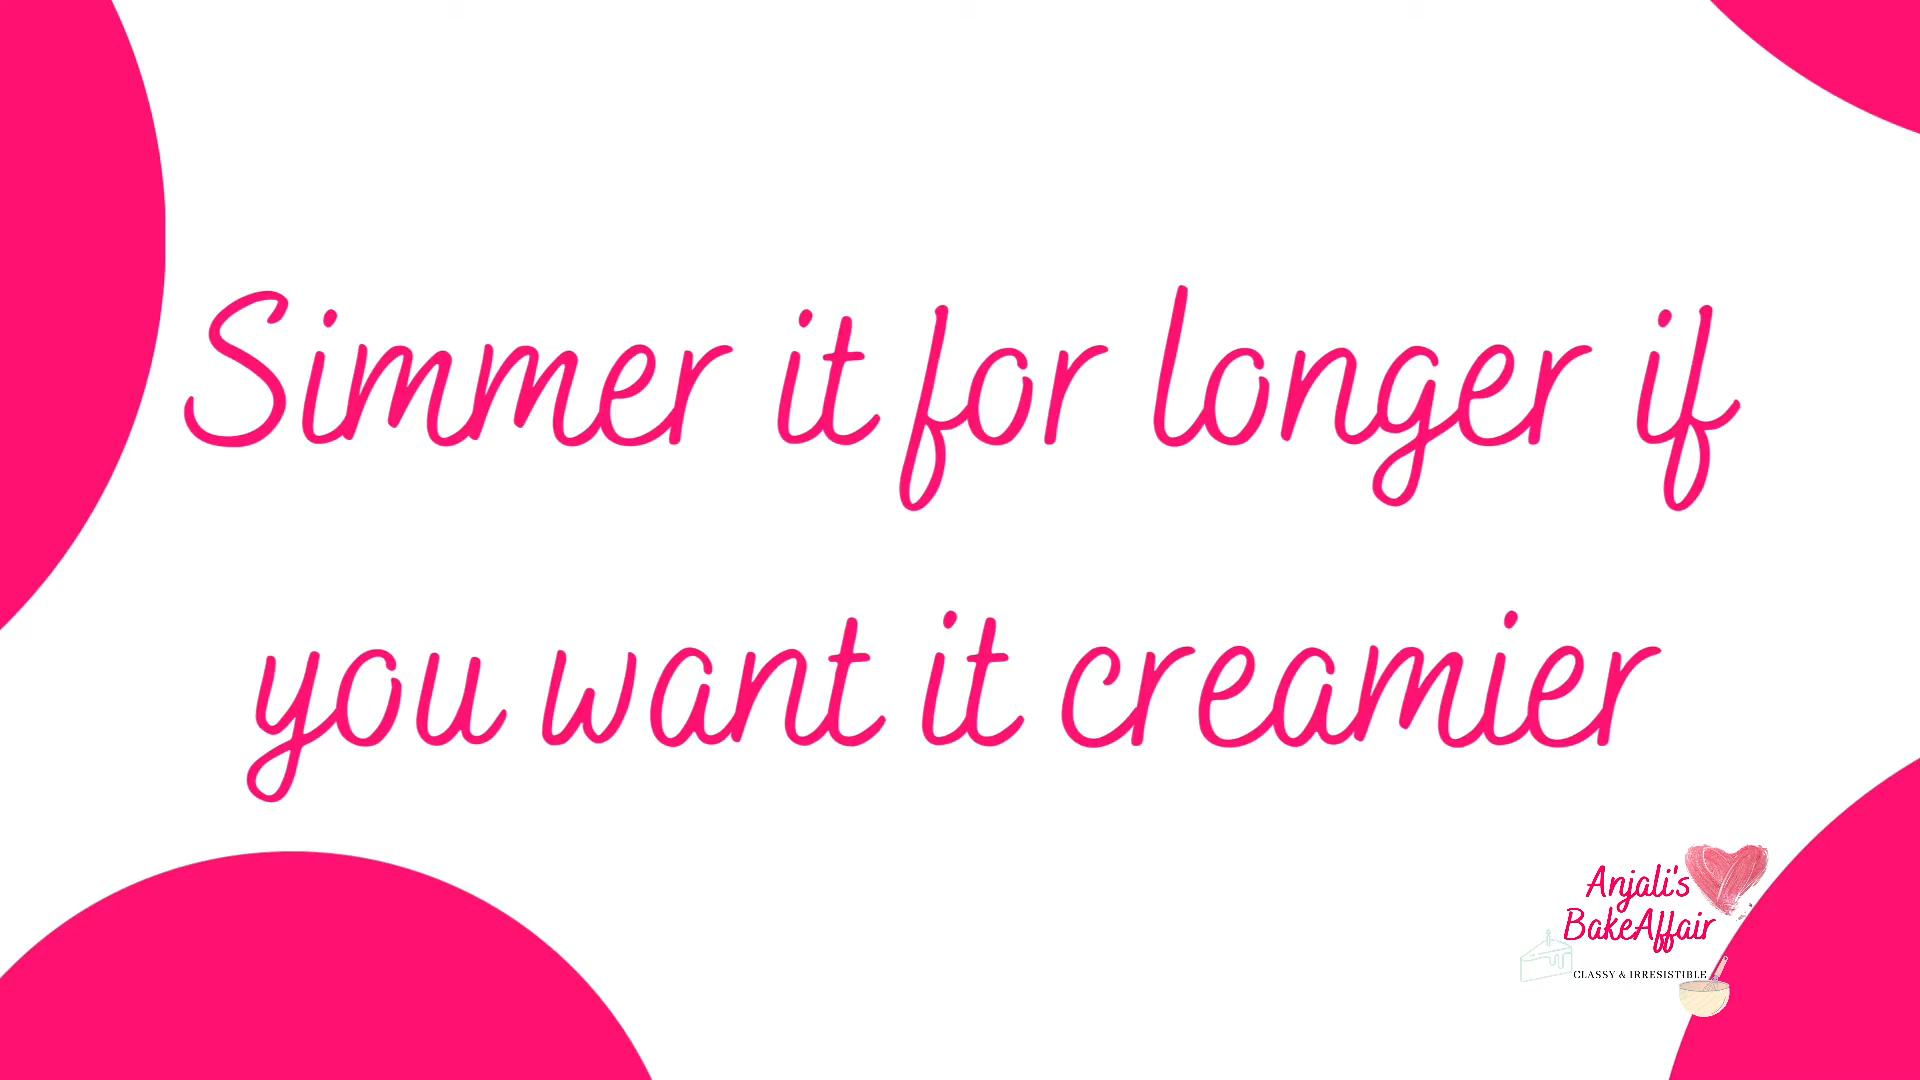 Simmer it for longer if
you want it creamier
Anjali's
BakeAffair
CLASSY & IRRESISTIBLE